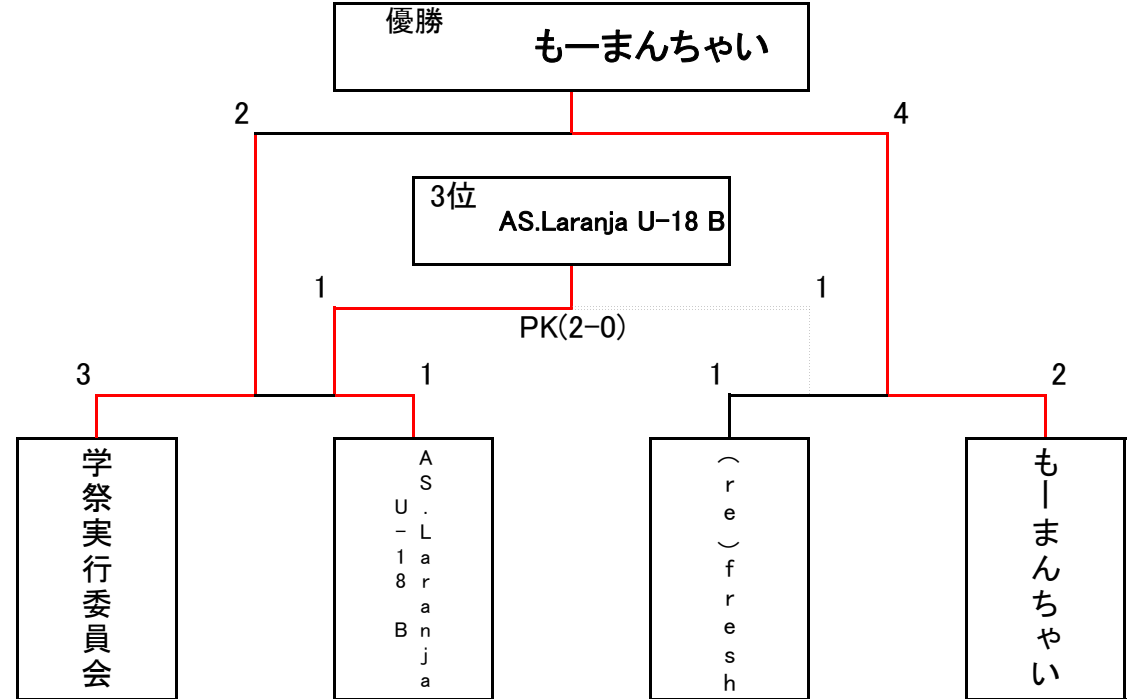 優勝
もーまんちゃい
2
4
3位
AS.Laranja U-18 B
1
1
PK(2-0)
3
1
1
2
学祭実行委員会
AS.Laranja
U-18 B
(re)fresh
もーまんちゃい